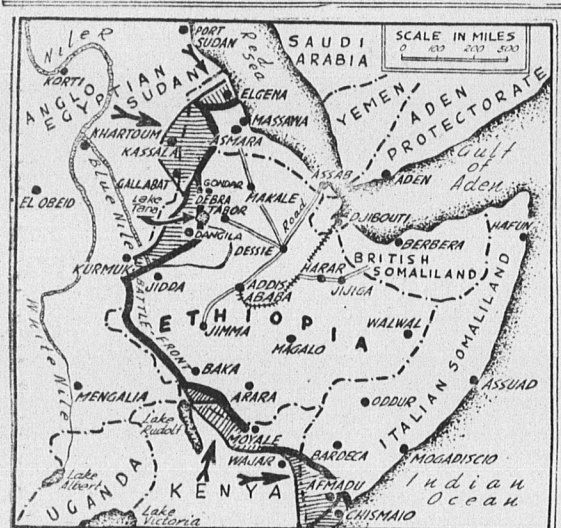 SCALE IN MILES
0 100 200 300
PORT
SUDAN
Red
Sea
SAUDI
ARABIA
Nile R
KORTI
ANGLO
EGYPTIAN
SUDAN
ELGENA
YEMEN
ADEN
PROTECTORATE
MASSAWA
KHARTOUM
KASSALA
ASMARA
Gulf
of
Aden
Blue Nile
GALLABAT
GONDAR
MAKALE
ASSAB
ADEN
EL OBEID
Lake
Tana
DEBRA
TABOR
Road
DJIBOUTI
HAFUN
DANGILA
DESSIE
BERBERA
BRITISH
SOMALILAND
KURMUK
JIDDA
ADDIS
ABABA
HARAR
JIJIGA
BATTLE FRONT
ETHIOPIA
JIMMA
MAGALO
WALWAL
ITALIAN SOMALILAND
White Nile
BAKA
MENGALIA
ARARA
ODDUR
ASSUAD
Lake
Rudolf
MOYALE
BARDECA
MOGADISCIO
WAJAR
Lake
Albert
UGANDA
KENYA
AFMADU
Indian
Ocean
Lake
Victoria
CHISMAIO